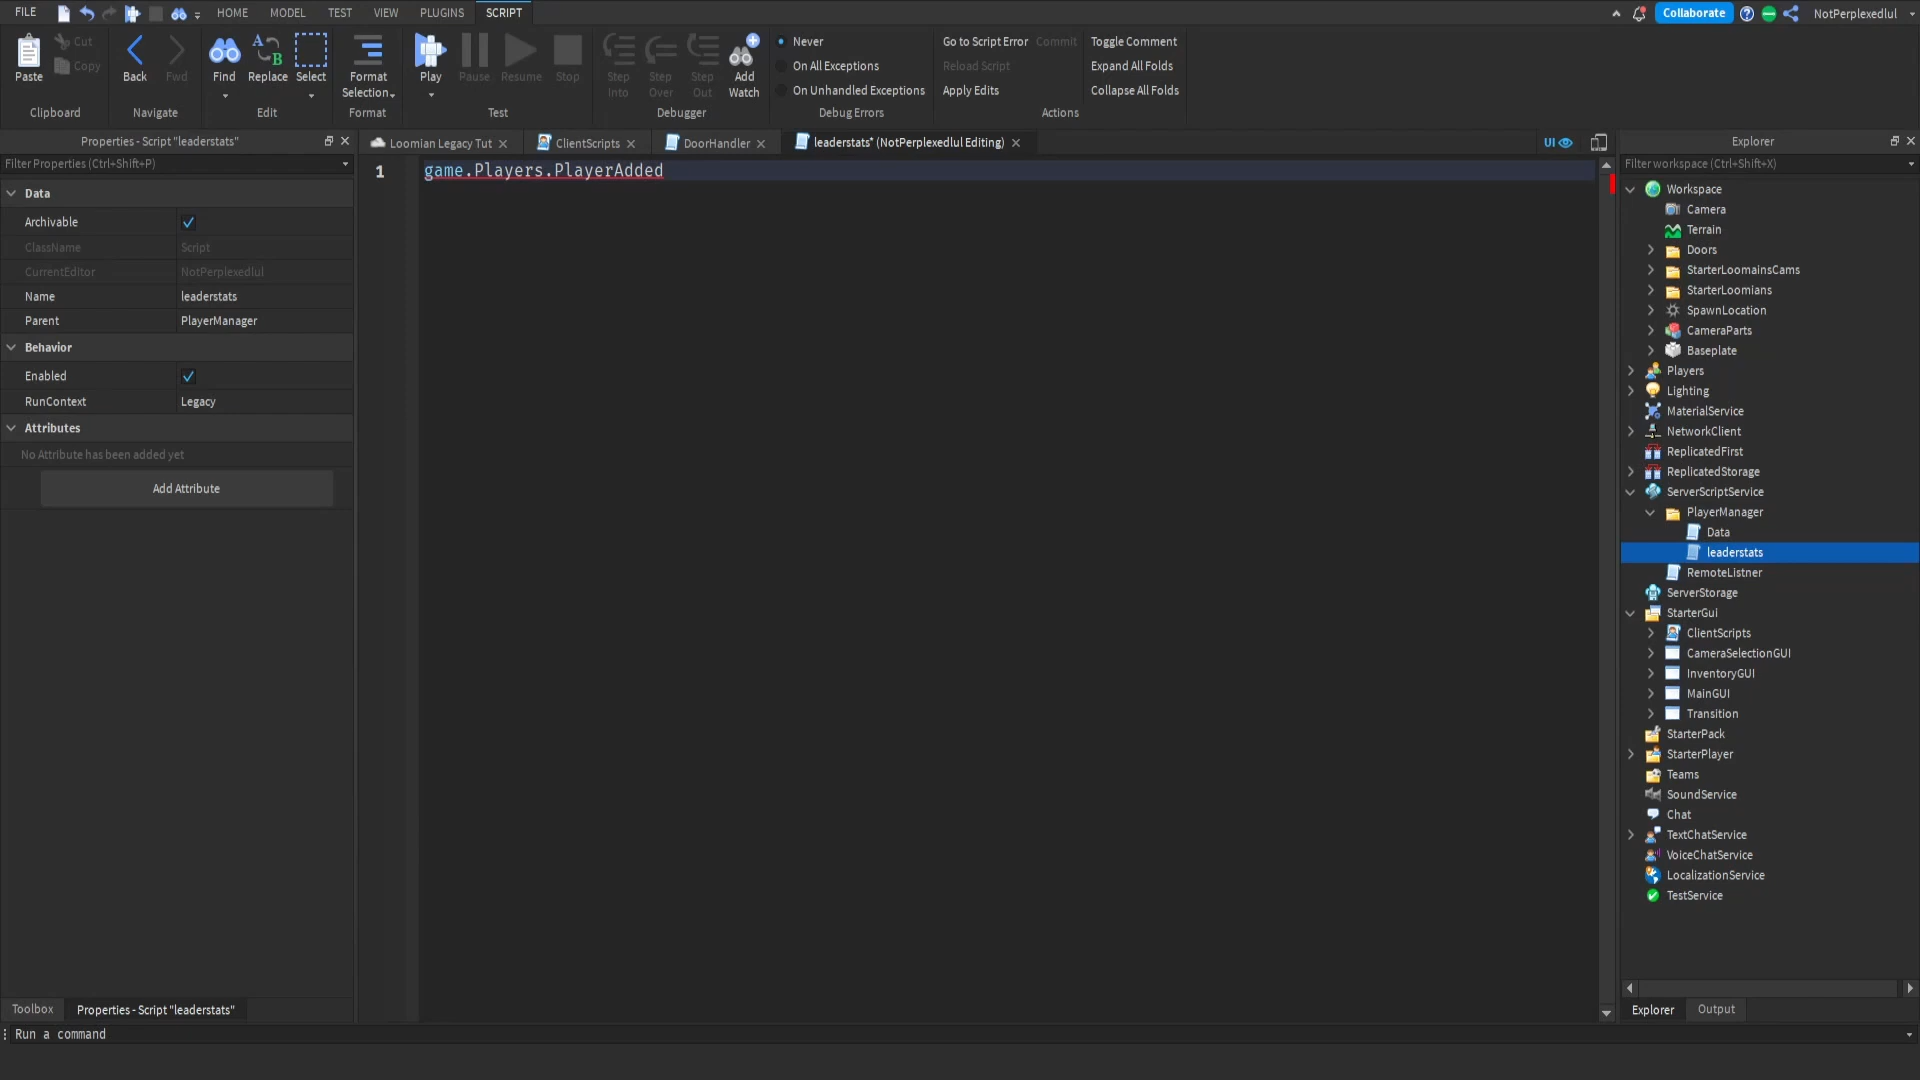 FILE HOME MODEL TEST VIEW PLUGINS SCRIPT Collaborate NotPerplexedlul
Paste Cut Copy Clipboard
Back Fwd Navigate
Find Replace Select Edit
Format Selection Format
Play Pause Resume Stop Test
Step Into Step Over Step Out Add Watch Debugger
Never
On All Exceptions
On Unhandled Exceptions
Debug Errors
Go to Script Error Commit
Reload Script
Apply Edits
Toggle Comment
Expand All Folds
Collapse All Folds
Actions
Properties - Script "leaderstats"
Filter Properties (Ctrl+Shift+P)
Data
Archivable
ClassName Script
CurrentEditor NotPerplexedlul
Name leaderstats
Parent PlayerManager
Behavior
Enabled
RunContext Legacy
Attributes
No Attribute has been added yet
Add Attribute
Toolbox Properties - Script "leaderstats"
Run a command
Loomian Legacy Tut ClientScripts DoorHandler leaderstats* (NotPerplexedlul Editing) UI
1 game.Players.PlayerAdded
Explorer
Filter workspace (Ctrl+Shift+X)
Workspace
Camera
Terrain
Doors
StarterLoomainsCams
StarterLoomians
SpawnLocation
CameraParts
Baseplate
Players
Lighting
MaterialService
NetworkClient
ReplicatedFirst
ReplicatedStorage
ServerScriptService
PlayerManager
Data
leaderstats
RemoteListner
ServerStorage
StarterGui
ClientScripts
CameraSelectionGUI
InventoryGUI
MainGUI
Transition
StarterPack
StarterPlayer
Teams
SoundService
Chat
TextChatService
VoiceChatService
LocalizationService
TestService
Explorer Output